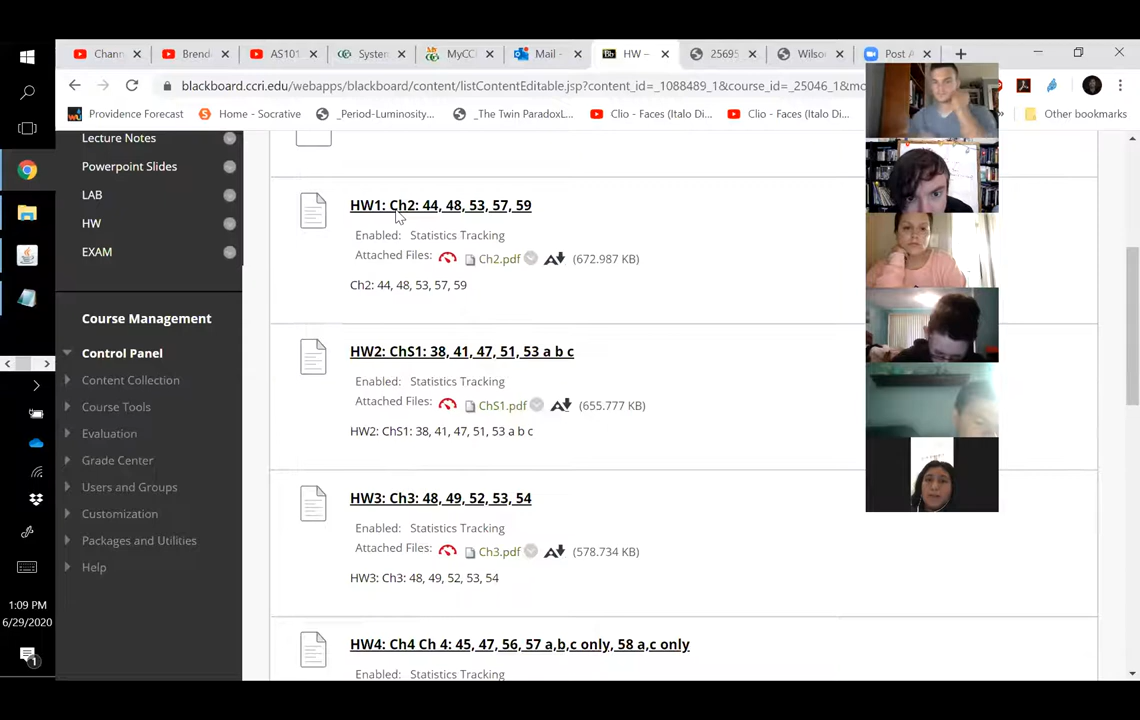 Chann
Brend
AS101
System
MyCCI
Mail -
HW –
25695
Wilso
Post A
blackboard.ccri.edu/webapps/blackboard/content/listContentEditable.jsp?content_id=_1088489_1&course_id=_25046_1&mo
Providence Forecast
Home - Socrative
_Period-Luminosity...
_The Twin ParadoxL...
Clio - Faces (Italo Di...
Clio - Faces (Italo Di...
»
Other bookmarks
Lecture Notes
Powerpoint Slides
LAB
HW
EXAM
Course Management
Control Panel
Content Collection
Course Tools
Evaluation
Grade Center
Users and Groups
Customization
Packages and Utilities
Help
HW1: Ch2: 44, 48, 53, 57, 59
Enabled: Statistics Tracking
Attached Files: Ch2.pdf (672.987 KB)
Ch2: 44, 48, 53, 57, 59
HW2: ChS1: 38, 41, 47, 51, 53 a b c
Enabled: Statistics Tracking
Attached Files: ChS1.pdf (655.777 KB)
HW2: ChS1: 38, 41, 47, 51, 53 a b c
HW3: Ch3: 48, 49, 52, 53, 54
Enabled: Statistics Tracking
Attached Files: Ch3.pdf (578.734 KB)
HW3: Ch3: 48, 49, 52, 53, 54
HW4: Ch4 Ch 4: 45, 47, 56, 57 a,b,c only, 58 a,c only
Enabled: Statistics Tracking
1:09 PM
6/29/2020
1